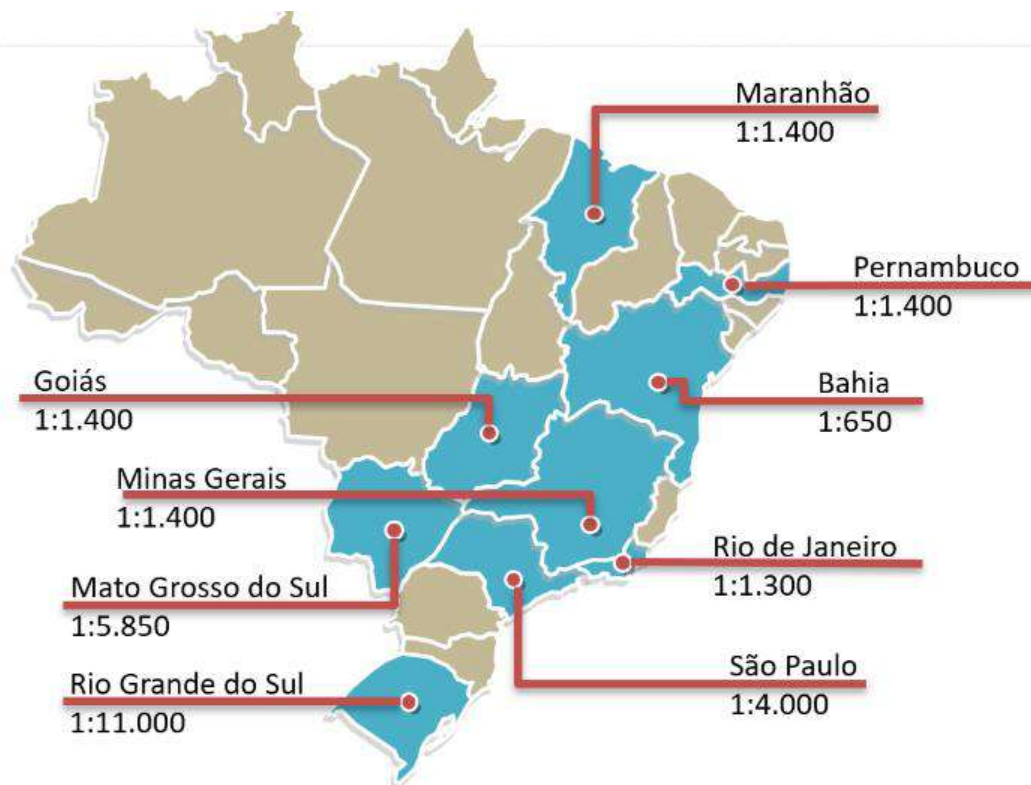 Maranhão
1:1.400
Pernambuco
1:1.400
Goiás
1:1.400
Bahia
1:650
Minas Gerais
1:1.400
Rio de Janeiro
1:1.300
Mato Grosso do Sul
1:5.850
São Paulo
1:4.000
Rio Grande do Sul
1:11.000